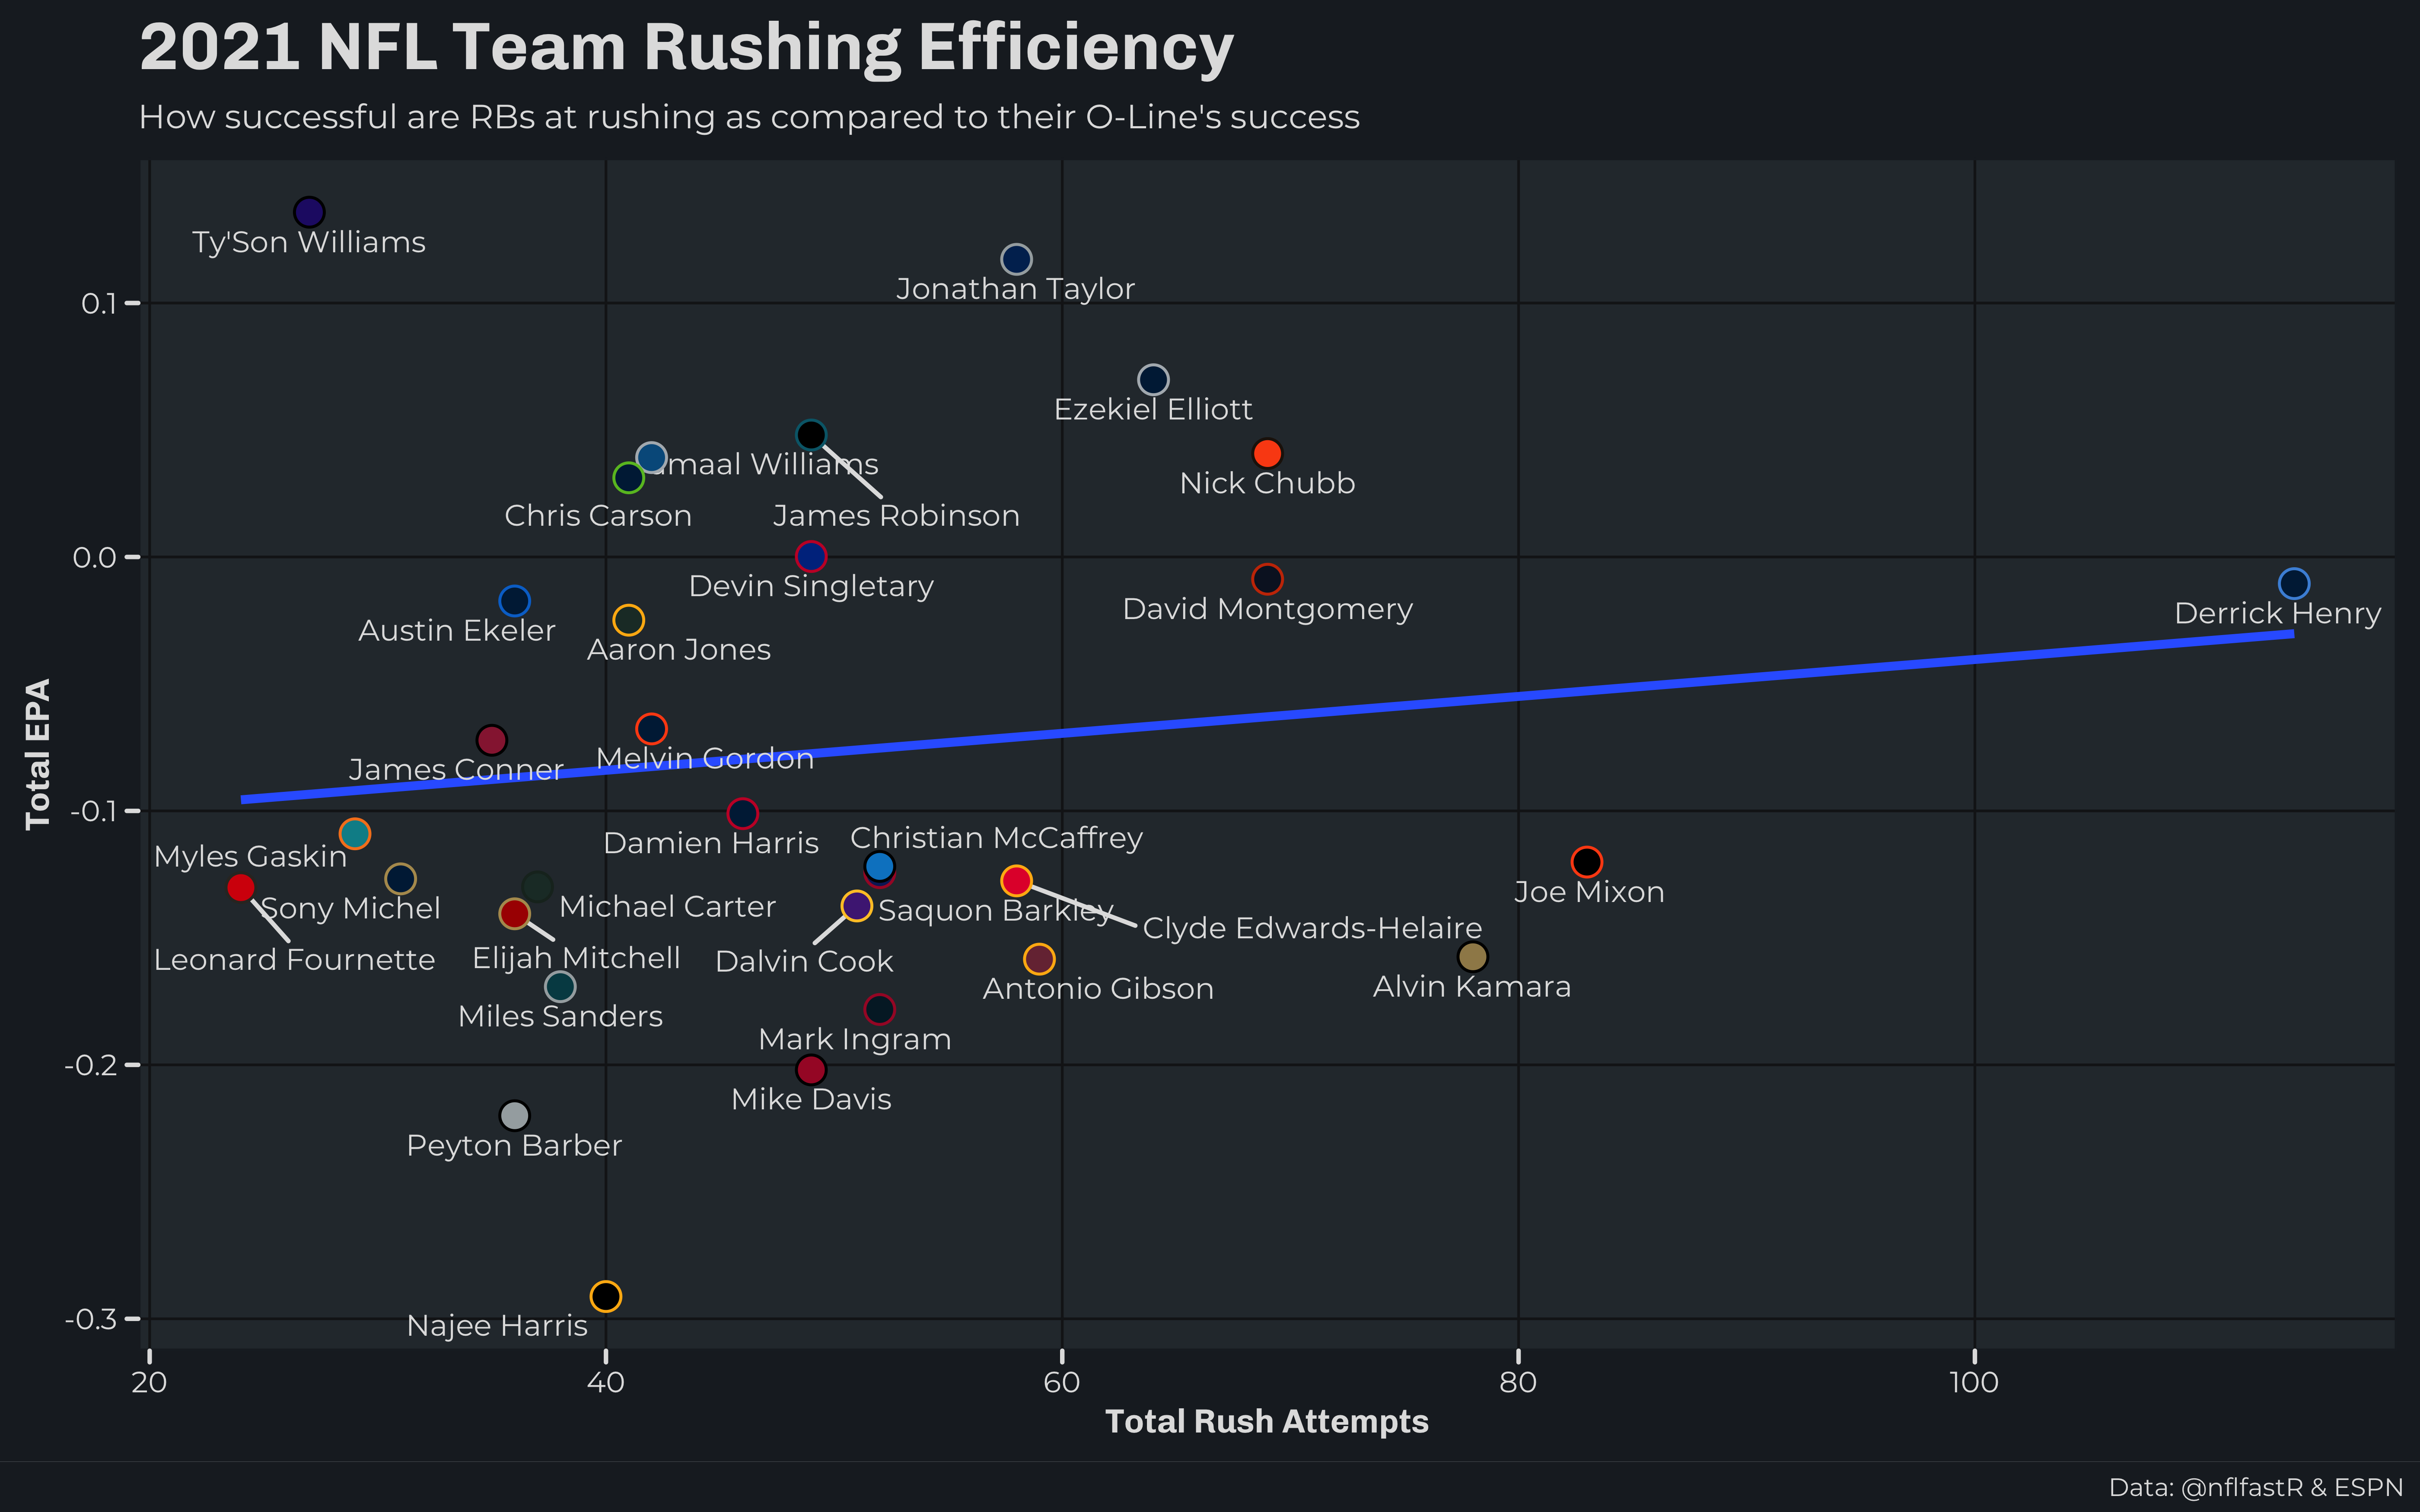 2021 NFL Team Rushing Efficiency
How successful are RBs at rushing as compared to their O-Line's success
Total EPA
0.1
0.0
-0.1
-0.2
-0.3
Ty'Son Williams
Jonathan Taylor
Ezekiel Elliott
Williams
Nick Chubb
Chris Carson
James Robinson
Devin Singletary
David Montgomery
Derrick Henry
Austin Ekeler
Aaron Jones
Melvin Gordon
James Conner
Damien Harris
Christian McCaffrey
Myles Gaskin
Joe Mixon
Sony Michel
Michael Carter
Saquon Barkley
Clyde Edwards-Helaire
Leonard Fournette
Elijah Mitchell
Dalvin Cook
Antonio Gibson
Alvin Kamara
Miles Sanders
Mark Ingram
Mike Davis
Peyton Barber
Najee Harris
20
40
60
80
100
Total Rush Attempts
Data: @nflfastR & ESPN